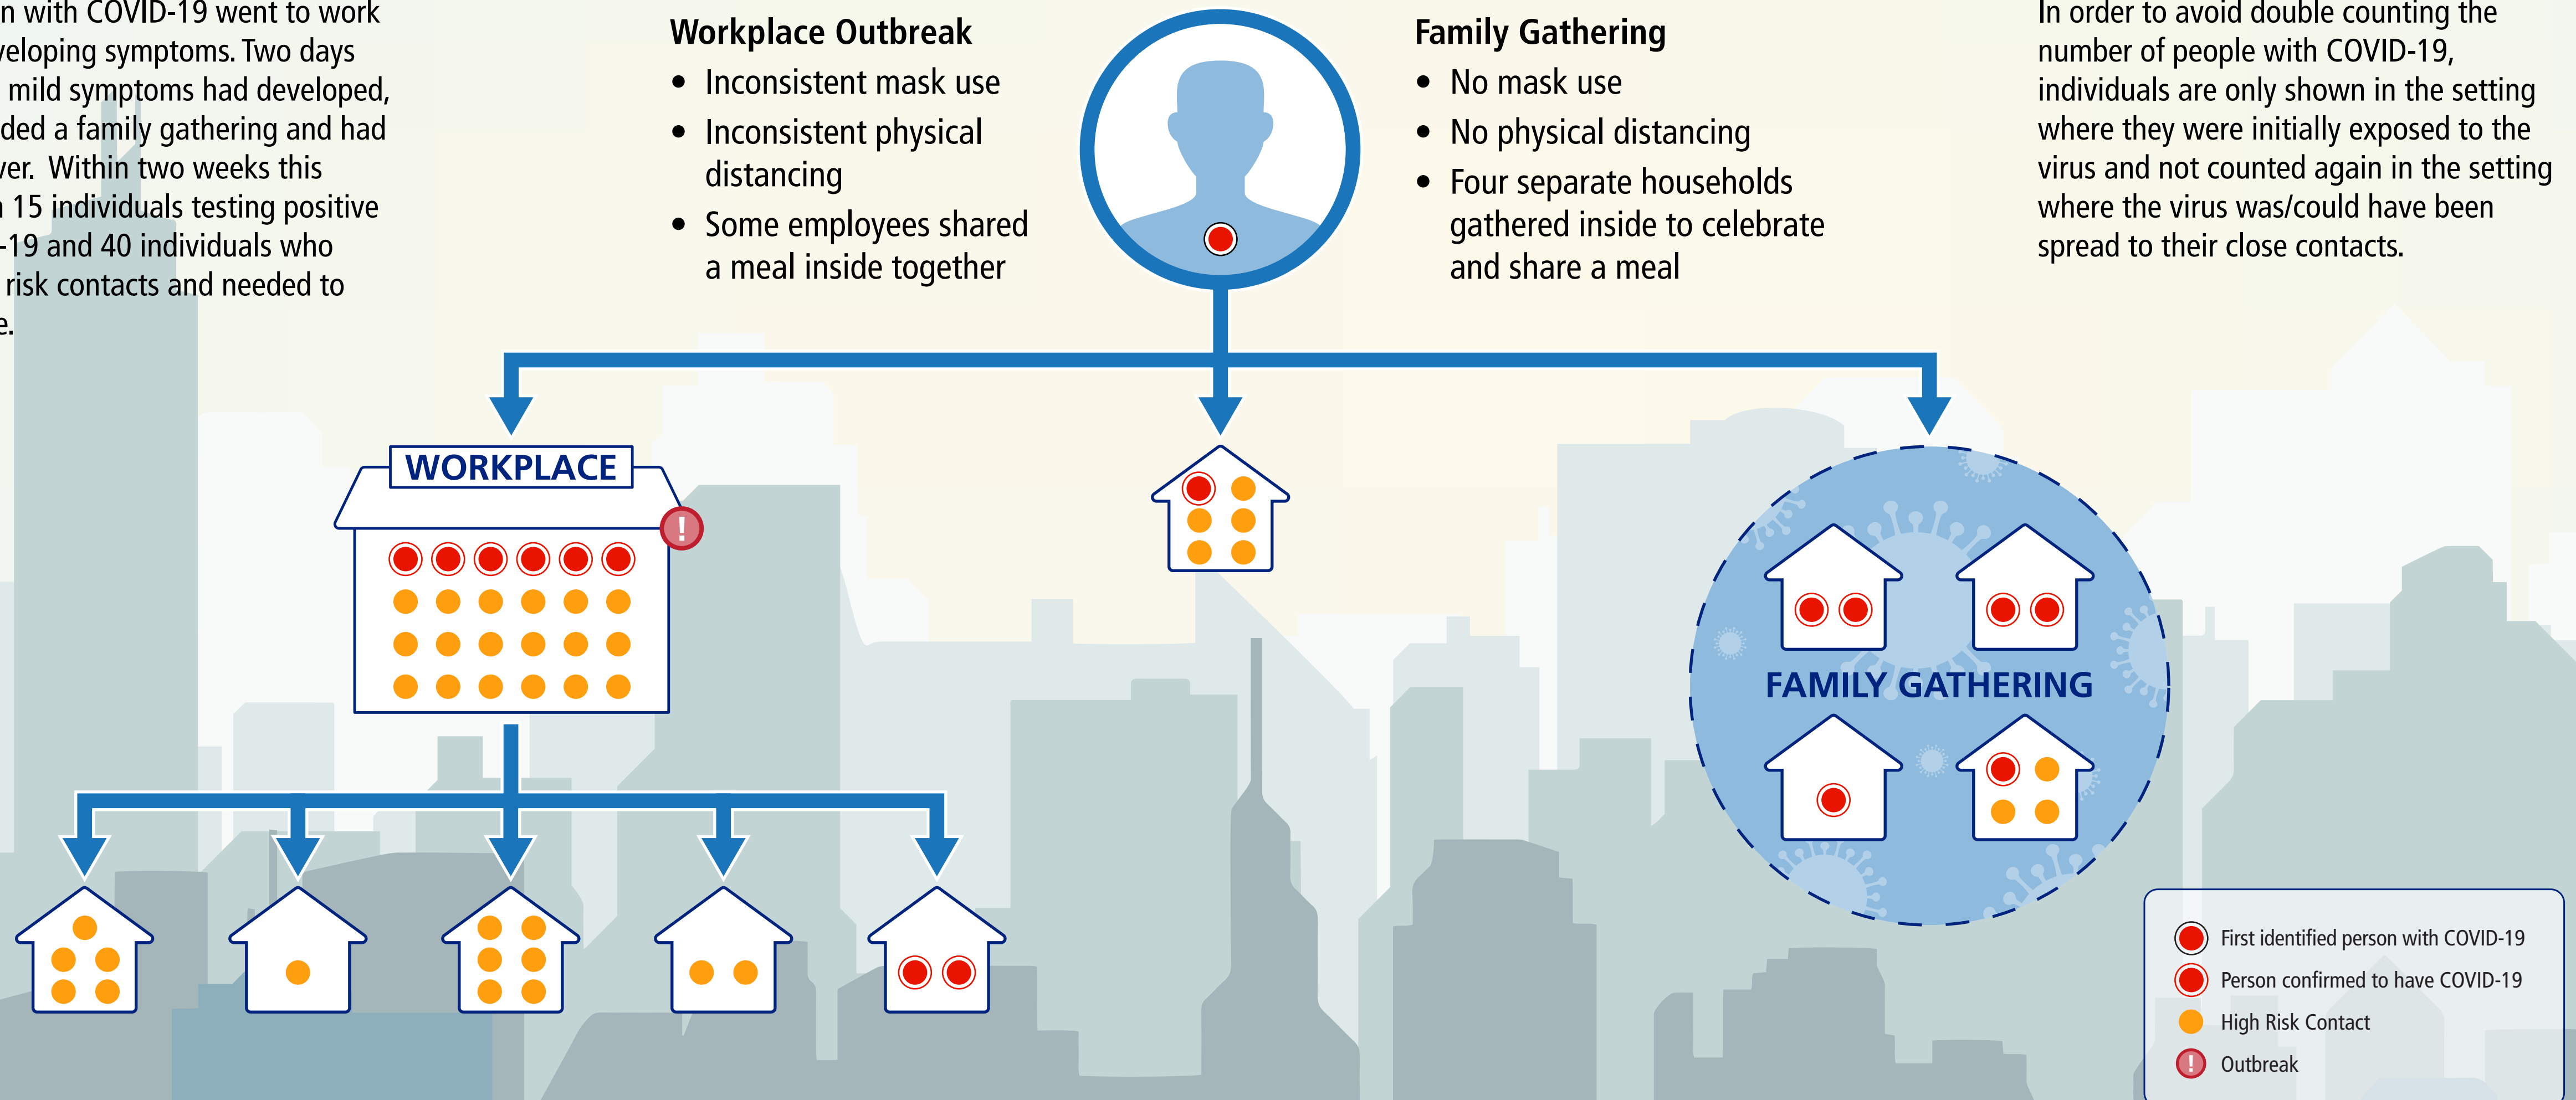 n with COVID-19 went to work
veloping symptoms. Two days
mild symptoms had developed,
ded a family gathering and had
ver. Within two weeks this
15 individuals testing positive
-19 and 40 individuals who
risk contacts and needed to
e.
Workplace Outbreak
• Inconsistent mask use
• Inconsistent physical
distancing
• Some employees shared
a meal inside together
Family Gathering
• No mask use
• No physical distancing
• Four separate households
gathered inside to celebrate
and share a meal
In order to avoid double counting the
number of people with COVID-19,
individuals are only shown in the setting
where they were initially exposed to the
virus and not counted again in the setting
where the virus was/could have been
spread to their close contacts.
WORKPLACE
!
FAMILY GATHERING
First identified person with COVID-19
Person confirmed to have COVID-19
High Risk Contact
! Outbreak